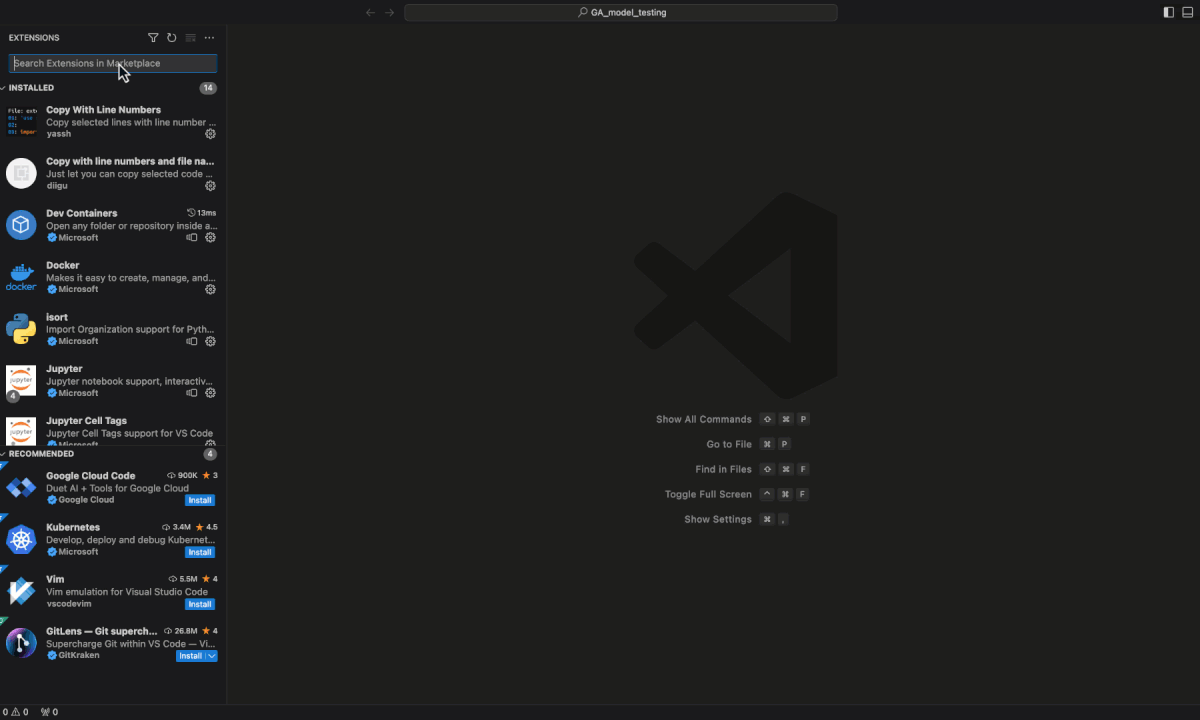 GA_model_testing
EXTENSIONS
Search Extensions in Marketplace
INSTALLED 14
Copy With Line Numbers
Copy selected lines with line number ...
yassh
Copy with line numbers and file na...
Just let you can copy selected code ...
diigu
Dev Containers 13ms
Open any folder or repository inside a...
Microsoft
Docker
Makes it easy to create, manage, and...
Microsoft
docker
isort
Import Organization support for Pyth...
Microsoft
Jupyter
Jupyter notebook support, interactiv...
jupyter
Microsoft
4
Jupyter Cell Tags
Jupyter Cell Tags support for VS Code
jupyter
Microsoft
RECOMMENDED 4
Google Cloud Code 900K ★ 3
Duet AI + Tools for Google Cloud
Google Cloud Install
Kubernetes 3.4M ★ 4.5
Develop, deploy and debug Kubernet...
Microsoft Install
Vim 5.5M ★ 4
Vim emulation for Visual Studio Code
vscodevim Install
GitLens — Git superch... 26.8M ★ 4
Supercharge Git within VS Code — Vi...
GitKraken Install
Show All Commands ⇧ ⌘ P
Go to File ⌘ P
Find in Files ⇧ ⌘ F
Toggle Full Screen ^ ⌘ F
Show Settings ⌘ ,
0 0 0